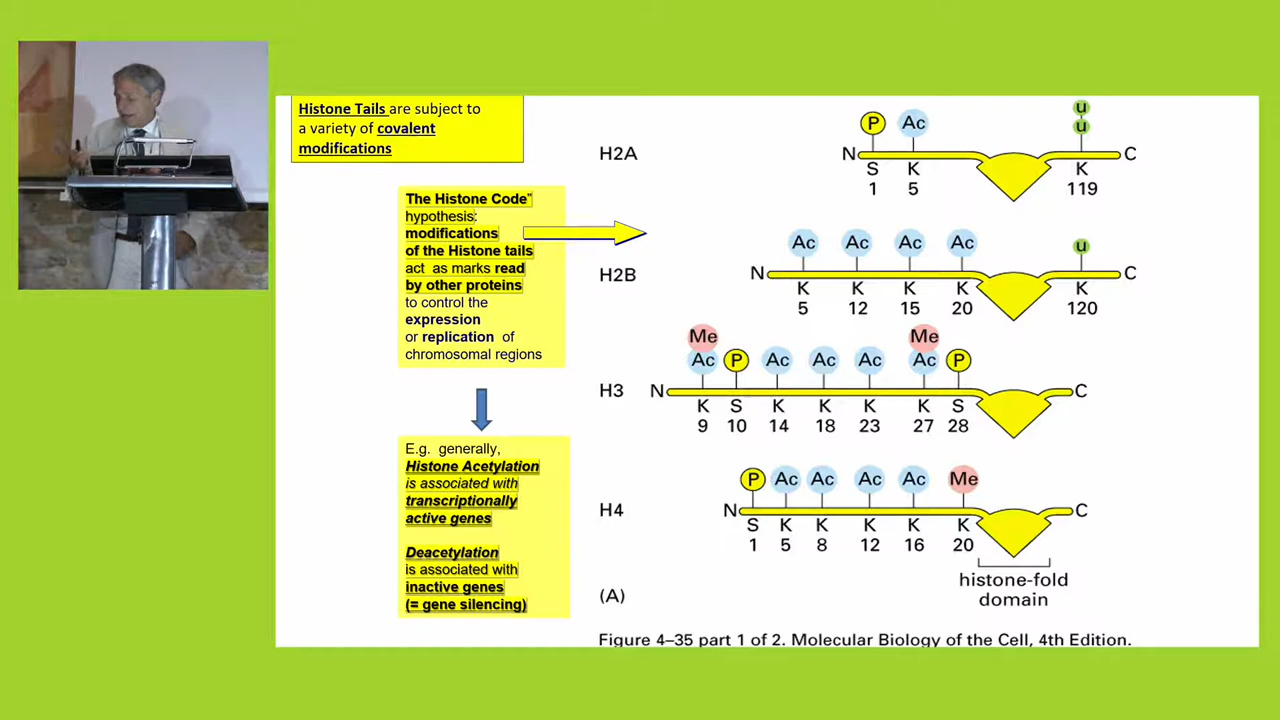 Histone Tails are subject to
a variety of covalent
modifications
The Histone Code"
hypothesis:
modifications
of the Histone tails
act as marks read
by other proteins
to control the
expression
or replication of
chromosomal regions
E.g. generally,
Histone Acetylation
is associated with
transcriptionally
active genes
Deacetylation
is associated with
inactive genes
(= gene silencing)
u
P Ac u
H2A N C
S K K
1 5 119
Ac Ac Ac Ac u
H2B N C
K K K K K
5 12 15 20 120
Me Me
Ac P Ac Ac Ac Ac P
H3 N C
K S K K K K S
9 10 14 18 23 27 28
P Ac Ac Ac Ac Me
H4 N C
S K K K K K
1 5 8 12 16 20
histone-fold
domain
(A)
Figure 4–35 part 1 of 2. Molecular Biology of the Cell, 4th Edition.